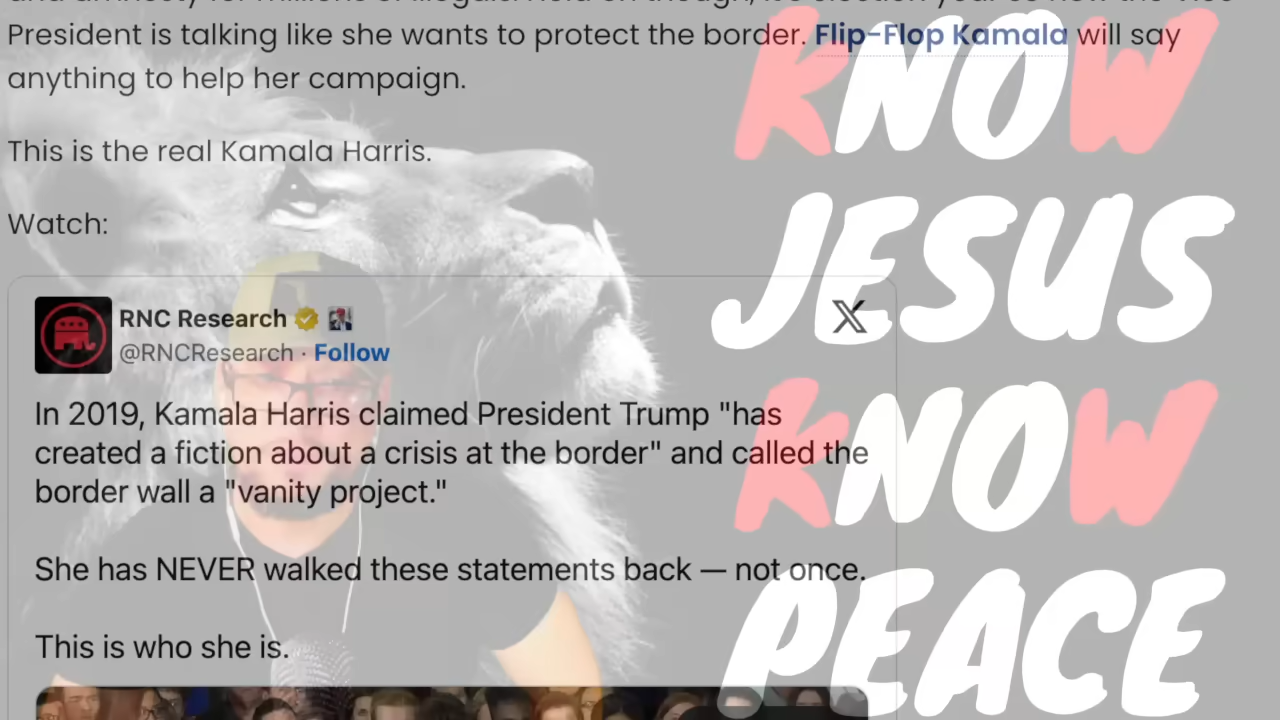 President is talking like she wants to protect the border. Flip-Flop Kamala will say
anything to help her campaign.
This is the real Kamala Harris.
Watch:
RNC Research
@RNCResearch · Follow
In 2019, Kamala Harris claimed President Trump "has
created a fiction about a crisis at the border" and called the
border wall a "vanity project."
She has NEVER walked these statements back — not once.
This is who she is.
KNOW
JESUS
KNOW
PEACE